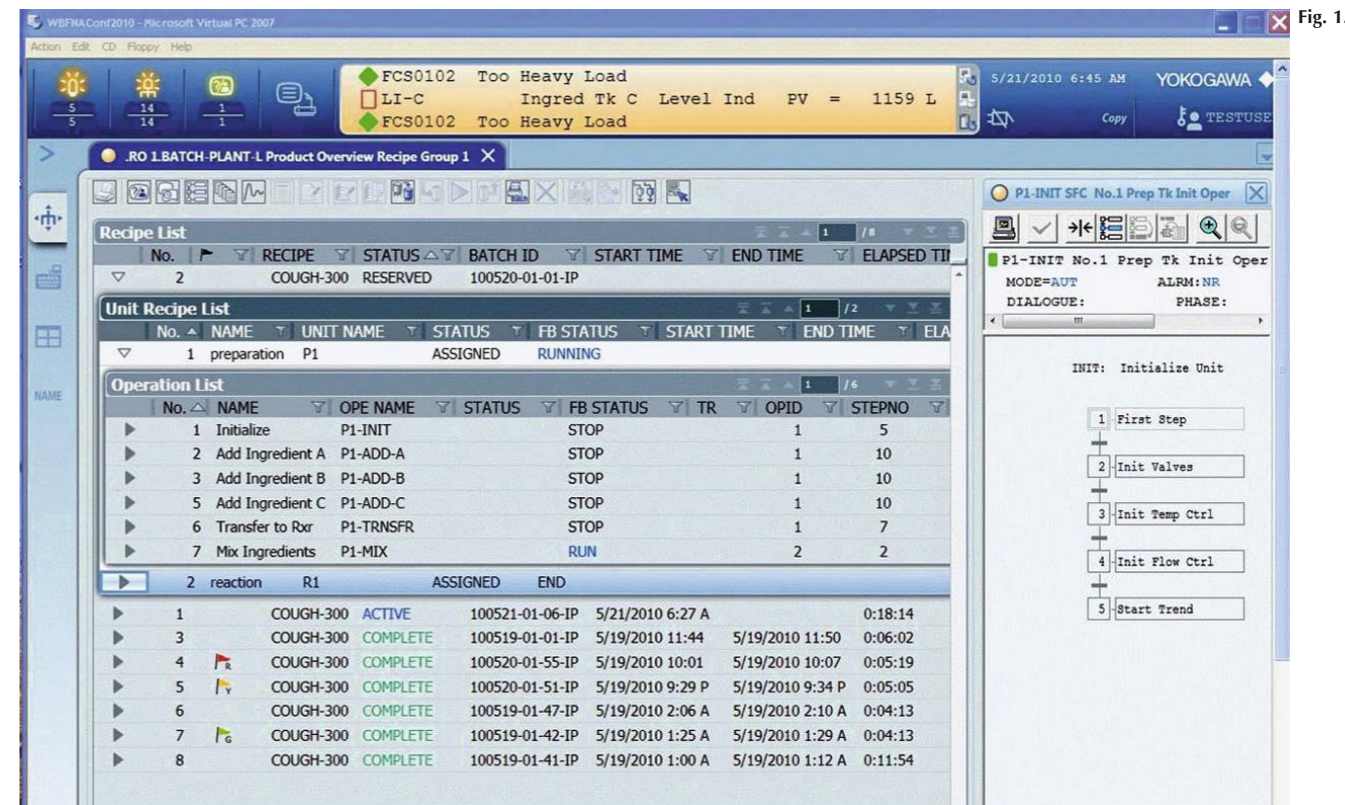 WBFNAConf2010 - Microsoft Virtual PC 2007
Fig. 1.
Action Edit CD Floppy Help
5
5
14
14
1
1
FCS0102 Too Heavy Load
LI-C Ingred Tk C Level Ind PV = 1159 L
FCS0102 Too Heavy Load
5/21/2010 6:45 AM YOKOGAWA
Copy TESTUSE
.RO 1.BATCH-PLANT-L Product Overview Recipe Group 1
NAME
Recipe List 1 /8
No. RECIPE STATUS BATCH ID START TIME END TIME ELAPSED TI
2 COUGH-300 RESERVED 100520-01-01-IP
Unit Recipe List 1 /2
No. NAME UNIT NAME STATUS FB STATUS START TIME END TIME ELA
1 preparation P1 ASSIGNED RUNNING
Operation List 1 /6
No. NAME OPE NAME STATUS FB STATUS TR OPID STEPNO
1 Initialize P1-INIT STOP 1 5
2 Add Ingredient A P1-ADD-A STOP 1 10
3 Add Ingredient B P1-ADD-B STOP 1 10
5 Add Ingredient C P1-ADD-C STOP 1 10
6 Transfer to Rxr P1-TRNSFR STOP 1 7
7 Mix Ingredients P1-MIX RUN 2 2
2 reaction R1 ASSIGNED END
1 COUGH-300 ACTIVE 100521-01-06-IP 5/21/2010 6:27 A 0:18:14
3 COUGH-300 COMPLETE 100519-01-01-IP 5/19/2010 11:44 5/19/2010 11:50 0:06:02
4 R COUGH-300 COMPLETE 100520-01-55-IP 5/19/2010 10:01 5/19/2010 10:07 0:05:19
5 Y COUGH-300 COMPLETE 100520-01-51-IP 5/19/2010 9:29 P 5/19/2010 9:34 P 0:05:05
6 COUGH-300 COMPLETE 100519-01-47-IP 5/19/2010 2:06 A 5/19/2010 2:10 A 0:04:13
7 G COUGH-300 COMPLETE 100519-01-42-IP 5/19/2010 1:25 A 5/19/2010 1:29 A 0:04:13
8 COUGH-300 COMPLETE 100519-01-41-IP 5/19/2010 1:00 A 5/19/2010 1:12 A 0:11:54
P1-INIT SFC No.1 Prep Tk Init Oper
P1-INIT No.1 Prep Tk Init Oper
MODE=AUT ALRM:NR
DIALOGUE: PHASE:
INIT: Initialize Unit
1 First Step
2 Init Valves
3 Init Temp Ctrl
4 Init Flow Ctrl
5 Start Trend